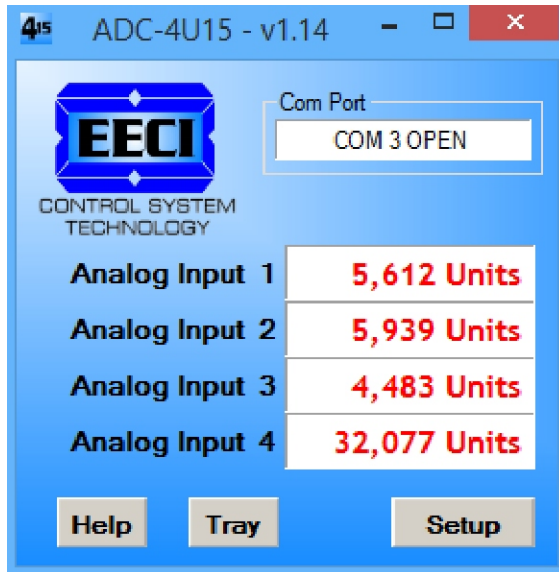 415 ADC-4U15 - v1.14
EECI
CONTROL SYSTEM
TECHNOLOGY
Com Port
COM 3 OPEN
Analog Input 1 5,612 Units
Analog Input 2 5,939 Units
Analog Input 3 4,483 Units
Analog Input 4 32,077 Units
Help Tray Setup